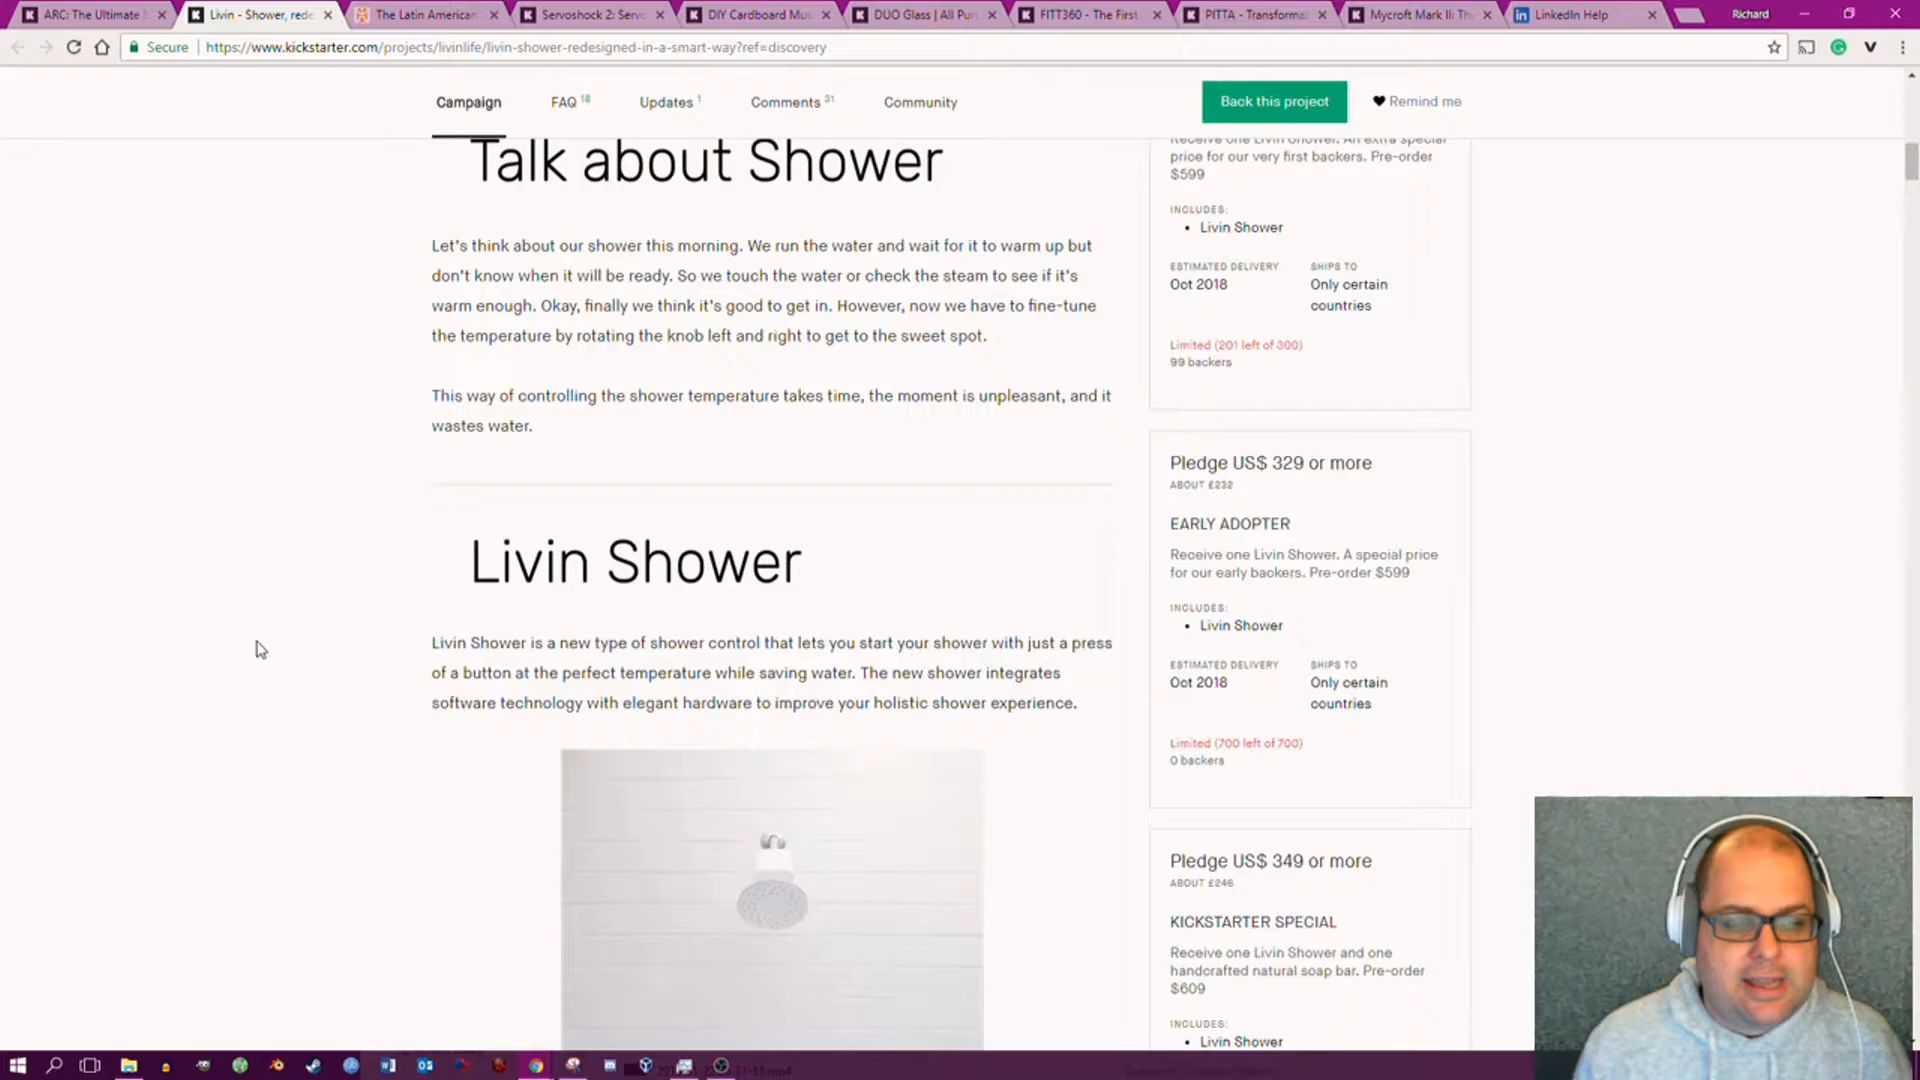 ARC: The Ultimate
Livin - Shower, rede
The Latin American
Servoshock 2: Serv
DIY Cardboard Mus
DUO Glass | All Pur
FITT360 - The First
PITTA - Transforma
Mycroft Mark II: Th
LinkedIn Help
Richard
Secure
https://www.kickstarter.com/projects/livinlife/livin-shower-redesigned-in-a-smart-way?ref=discovery
Campaign
FAQ 18
Updates 1
Comments 31
Community
Back this project
Remind me
Talk about Shower
Let's think about our shower this morning. We run the water and wait for it to warm up but
don't know when it will be ready. So we touch the water or check the steam to see if it's
warm enough. Okay, finally we think it's good to get in. However, now we have to fine-tune
the temperature by rotating the knob left and right to get to the sweet spot.
This way of controlling the shower temperature takes time, the moment is unpleasant, and it
wastes water.
Livin Shower
Livin Shower is a new type of shower control that lets you start your shower with just a press
of a button at the perfect temperature while saving water. The new shower integrates
software technology with elegant hardware to improve your holistic shower experience.
Receive one Livin Shower. An extra special
price for our very first backers. Pre-order
$599
INCLUDES:
• Livin Shower
ESTIMATED DELIVERY
SHIPS TO
Oct 2018
Only certain
countries
Limited (201 left of 300)
99 backers
Pledge US$ 329 or more
ABOUT £232
EARLY ADOPTER
Receive one Livin Shower. A special price
for our early backers. Pre-order $599
INCLUDES:
• Livin Shower
ESTIMATED DELIVERY
SHIPS TO
Oct 2018
Only certain
countries
Limited (700 left of 700)
0 backers
Pledge US$ 349 or more
ABOUT £246
KICKSTARTER SPECIAL
Receive one Livin Shower and one
handcrafted natural soap bar. Pre-order
$609
INCLUDES:
• Livin Shower